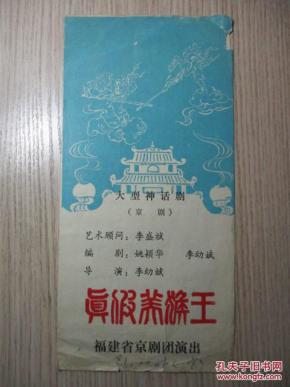 大型神话剧
(京 剧)
艺术顾问：李盛斌
编 剧：姚颖华 李幼斌
导 演：李幼斌
真假美猴王
福建省京剧团演出
孔夫子旧书网